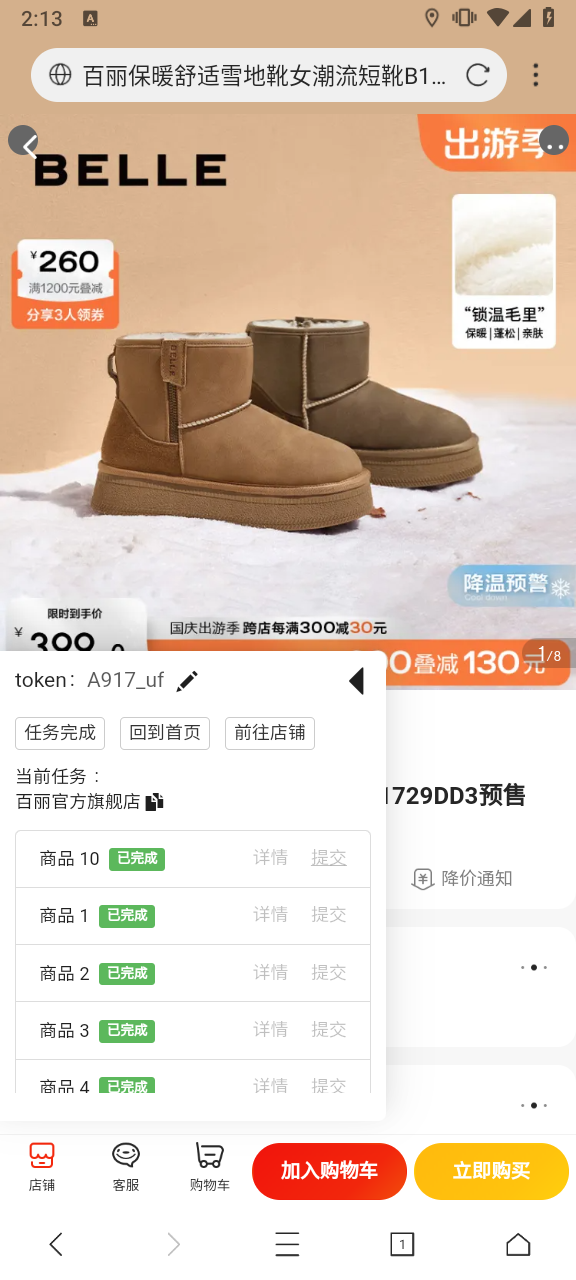 2:13 A
百丽保暖舒适雪地靴女潮流短靴B1...
BELLE
出游季
¥260
满1200元叠减
分享3人领券
“锁温毛里”
保暖|蓬松|亲肤
BELLE
降温预警
Cool down
限时到手价
¥
国庆出游季 跨店每满300减30元
0叠减130元
1/8
token: A917_uf
任务完成 回到首页 前往店铺
当前任务：
百丽官方旗舰店
1729DD3预售
商品 10 已完成 详情 提交
降价通知
商品 1 已完成 详情 提交
商品 2 已完成 详情 提交
商品 3 已完成 详情 提交
商品 4 已完成 详情 提交
店铺 客服 购物车 加入购物车 立即购买
1